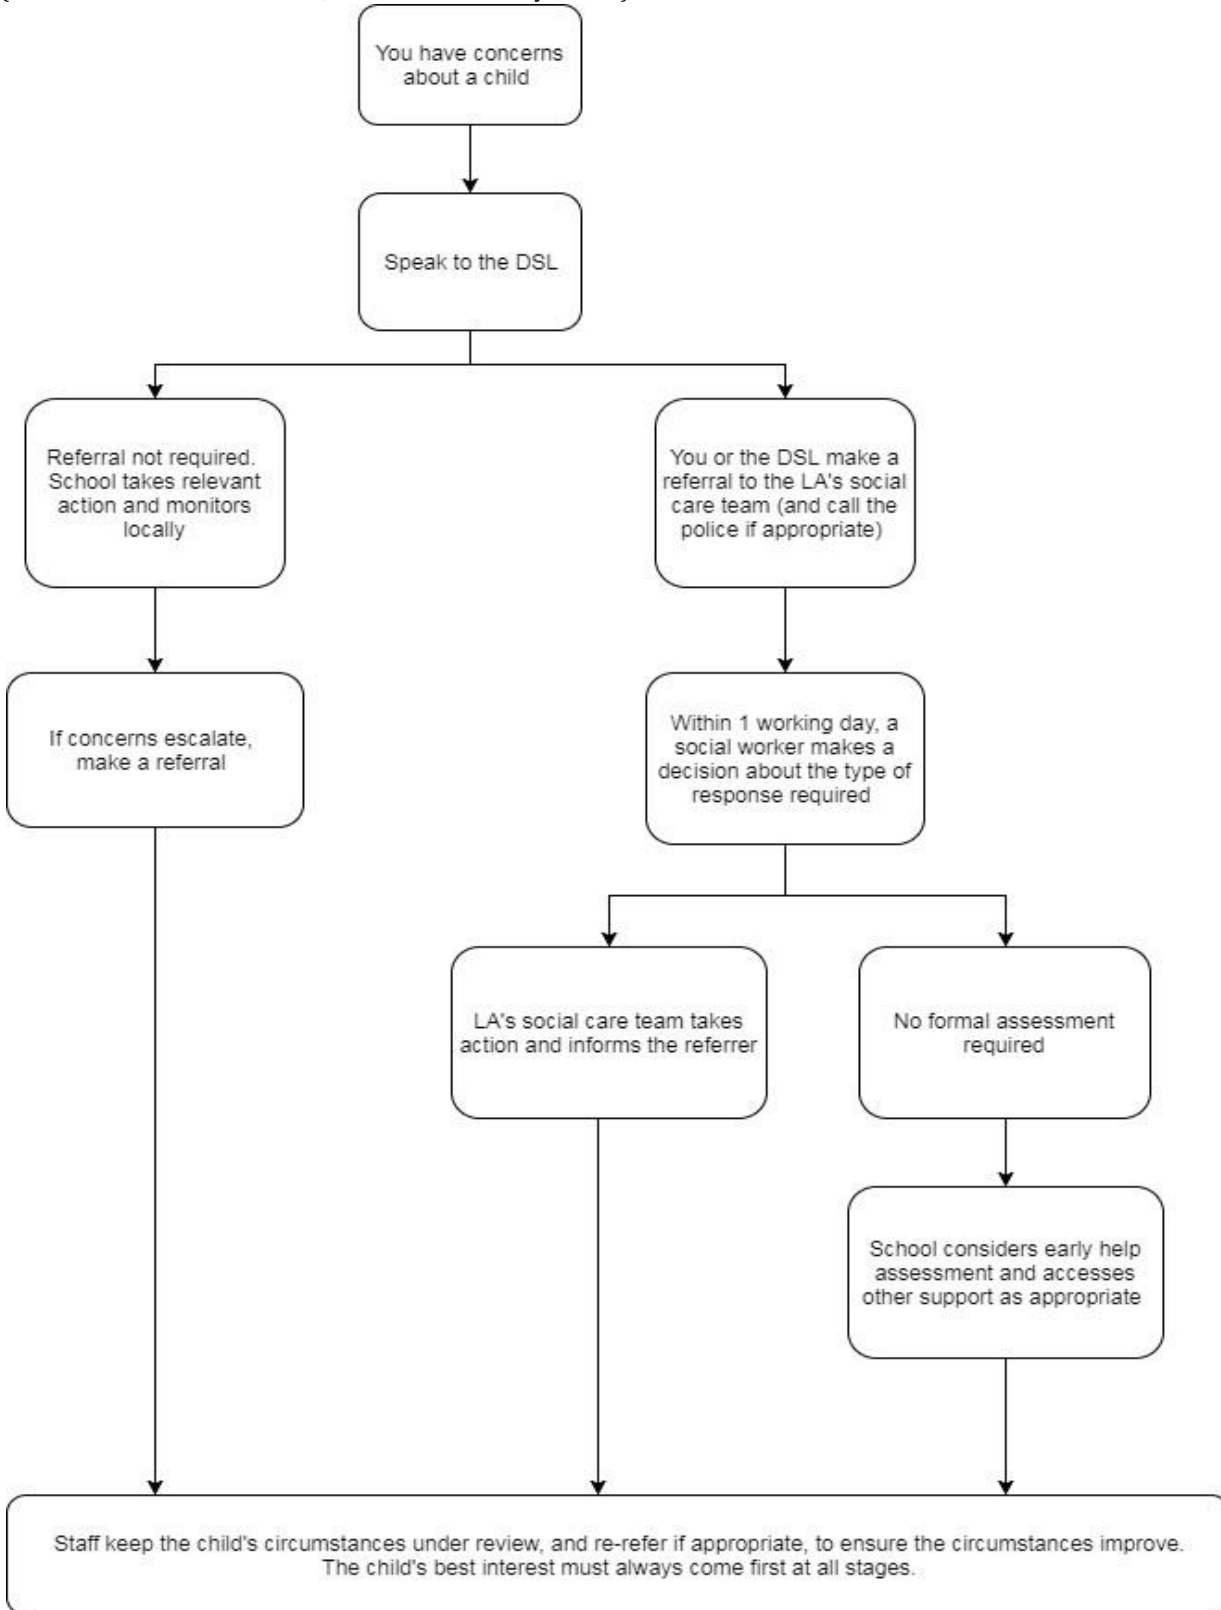 You have concerns
about a child
Speak to the DSL
Referral not required.
School takes relevant
action and monitors
locally
You or the DSL make a
referral to the LA's social
care team (and call the
police if appropriate)
If concerns escalate,
make a referral
Within 1 working day, a
social worker makes a
decision about the type of
response required
LA's social care team takes
action and informs the referrer
No formal assessment
required
School considers early help
assessment and accesses
other support as appropriate
Staff keep the child's circumstances under review, and re-refer if appropriate, to ensure the circumstances improve.
The child's best interest must always come first at all stages.